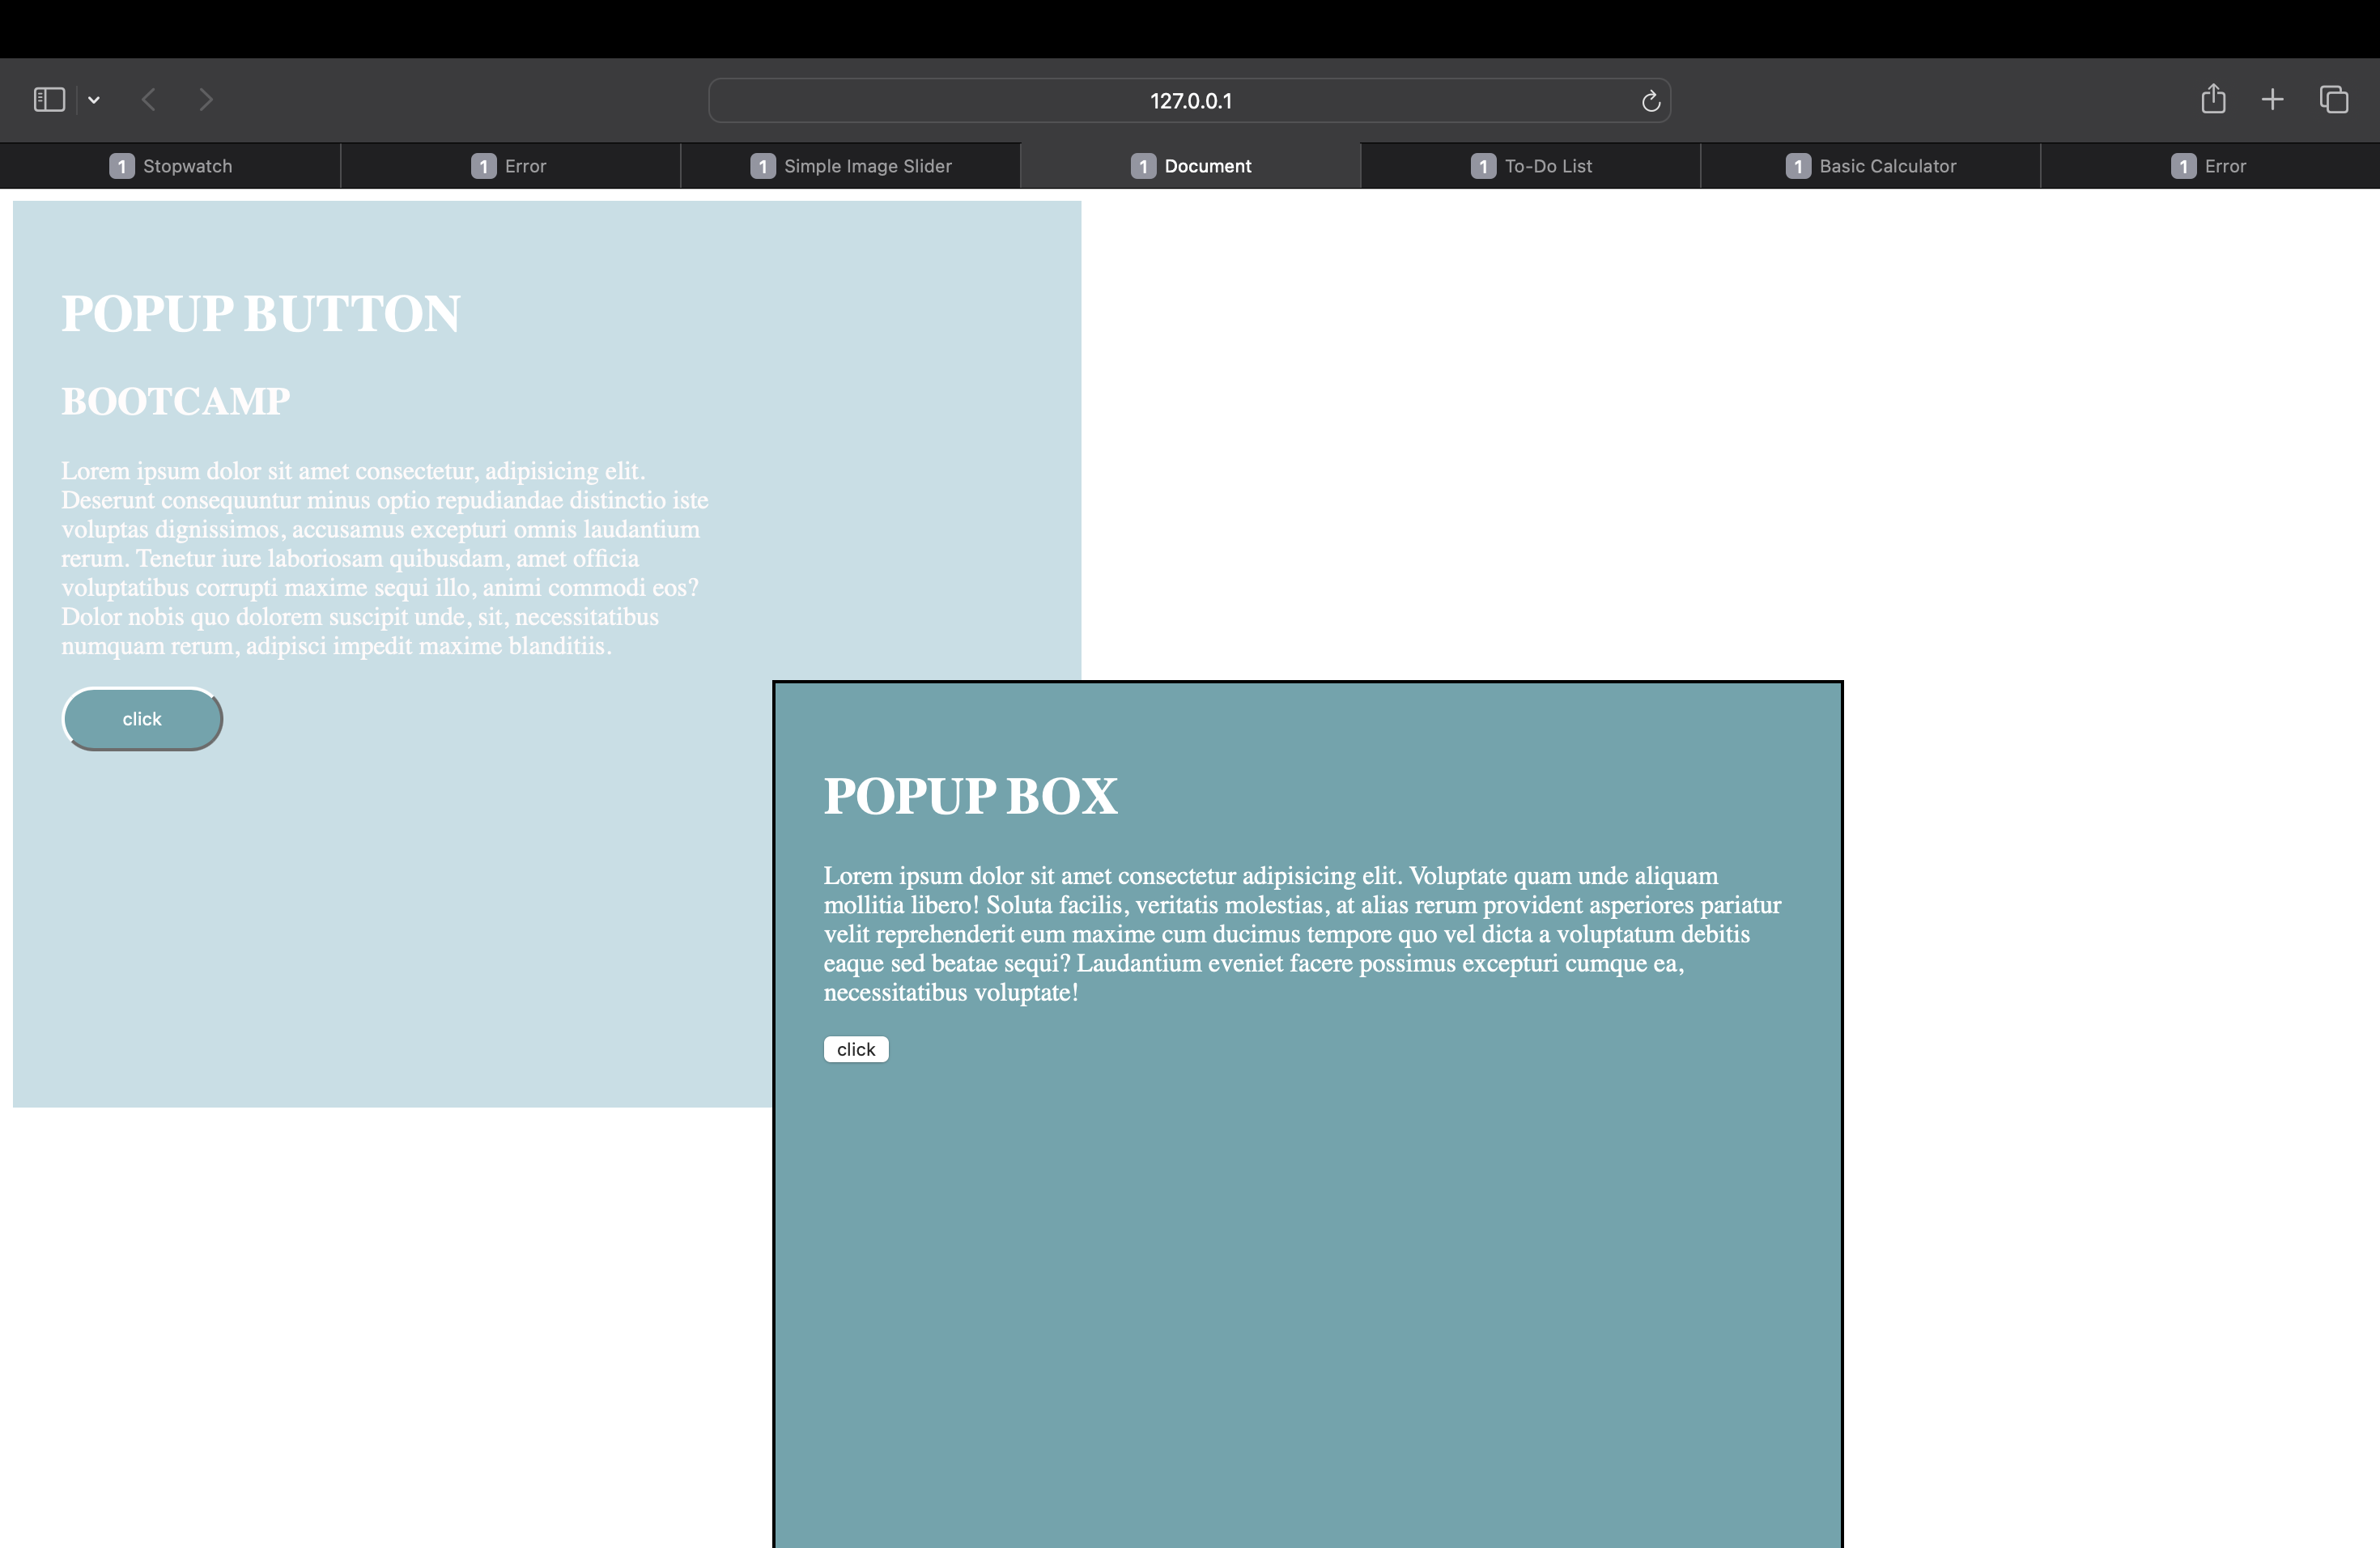 127.0.0.1
1 Stopwatch
1 Error
1 Simple Image Slider
1 Document
1 To-Do List
1 Basic Calculator
1 Error
POPUP BUTTON
BOOTCAMP
Lorem ipsum dolor sit amet consectetur, adipisicing elit.
Deserunt consequuntur minus optio repudiandae distinctio iste
voluptas dignissimos, accusamus excepturi omnis laudantium
rerum. Tenetur iure laboriosam quibusdam, amet officia
voluptatibus corrupti maxime sequi illo, animi commodi eos?
Dolor nobis quo dolorem suscipit unde, sit, necessitatibus
numquam rerum, adipisci impedit maxime blanditiis.
click
POPUP BOX
Lorem ipsum dolor sit amet consectetur adipisicing elit. Voluptate quam unde aliquam
mollitia libero! Soluta facilis, veritatis molestias, at alias rerum provident asperiores pariatur
velit reprehenderit eum maxime cum ducimus tempore quo vel dicta a voluptatum debitis
eaque sed beatae sequi? Laudantium eveniet facere possimus excepturi cumque ea,
necessitatibus voluptate!
click